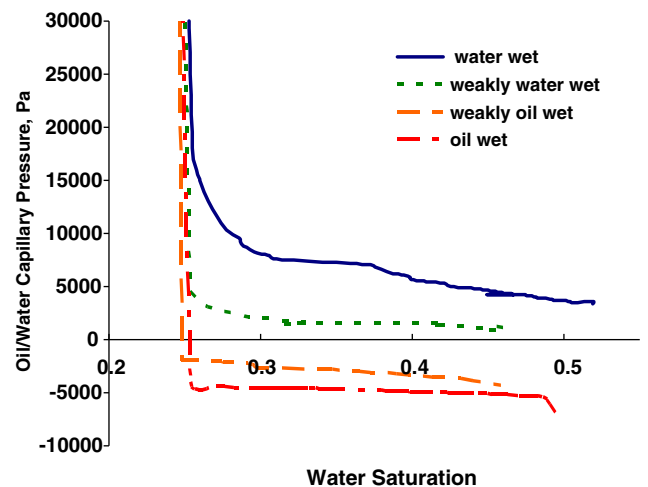 30000
25000
20000
15000
10000
5000
0
-5000
-10000
Oil/Water Capillary Pressure, Pa
water wet
weakly water wet
weakly oil wet
oil wet
0.2 0.3 0.4 0.5
Water Saturation